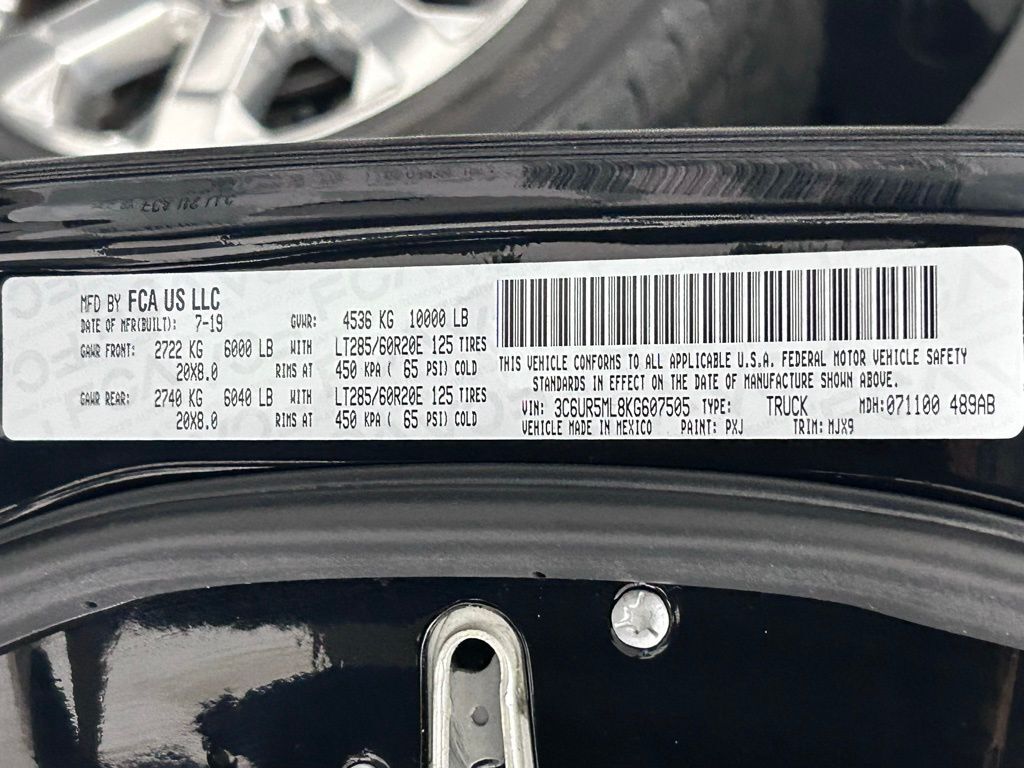 MFD BY FCA US LLC
DATE OF MFR(BUILT): 7-19 GVWR: 4536 KG 10000 LB
GAWR FRONT: 2722 KG 6000 LB WITH LT285/60R20E 125 TIRES
20X8.0 RIMS AT 450 KPA ( 65 PSI) COLD
GAWR REAR: 2740 KG 6040 LB WITH LT285/60R20E 125 TIRES
20X8.0 RIMS AT 450 KPA ( 65 PSI) COLD
THIS VEHICLE CONFORMS TO ALL APPLICABLE U.S.A. FEDERAL MOTOR VEHICLE SAFETY
STANDARDS IN EFFECT ON THE DATE OF MANUFACTURE SHOWN ABOVE.
VIN: 3C6UR5ML8KG607505 TYPE: TRUCK MDH: 071100 489AB
VEHICLE MADE IN MEXICO PAINT: PXJ TRIM: MJX9